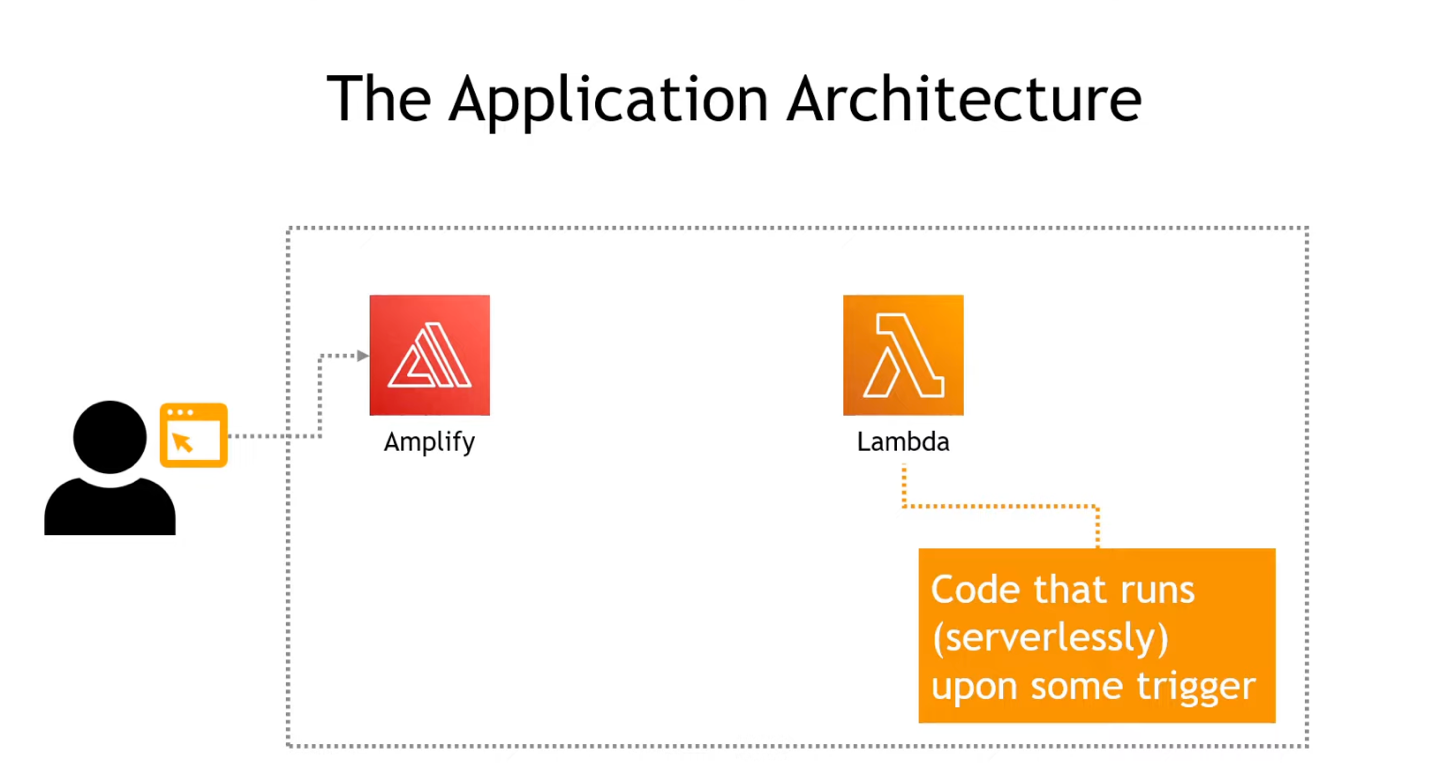 The Application Architecture
Amplify
Lambda
Code that runs
(serverlessly)
upon some trigger